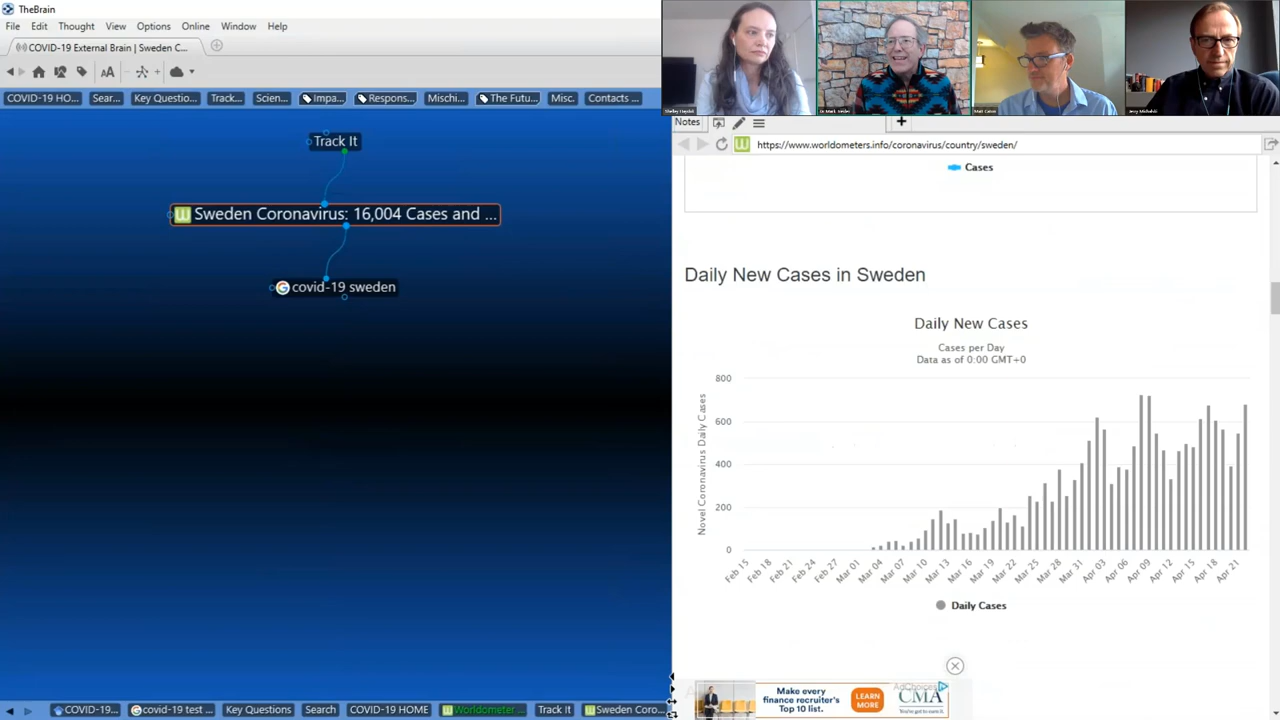 TheBrain
File Edit Thought View Options Online Window Help
COVID-19 External Brain | Sweden C...
COVID-19 HO... Sear... Key Questio... Track... Scien... Impa... Respons... Mischi... The Futu... Misc. Contacts ...
Track It
Sweden Coronavirus: 16,004 Cases and ...
covid-19 sweden
Notes
https://www.worldometers.info/coronavirus/country/sweden/
Cases
Daily New Cases in Sweden
Daily New Cases
Cases per Day
Data as of 0:00 GMT+0
Novel Coronavirus Daily Cases
800
600
400
200
0
Feb 15 Feb 18 Feb 21 Feb 24 Feb 27 Mar 01 Mar 04 Mar 07 Mar 10 Mar 13 Mar 16 Mar 19 Mar 22 Mar 25 Mar 28 Mar 31 Apr 03 Apr 06 Apr 09 Apr 12 Apr 15 Apr 18 Apr 21
Daily Cases
Make every
finance recruiter's
Top 10 list.
LEARN
MORE
AdChoices
CMA
You've got to earn it.
COVID-19... covid-19 test... Key Questions Search COVID-19 HOME Worldometer... Track It Sweden Coro...